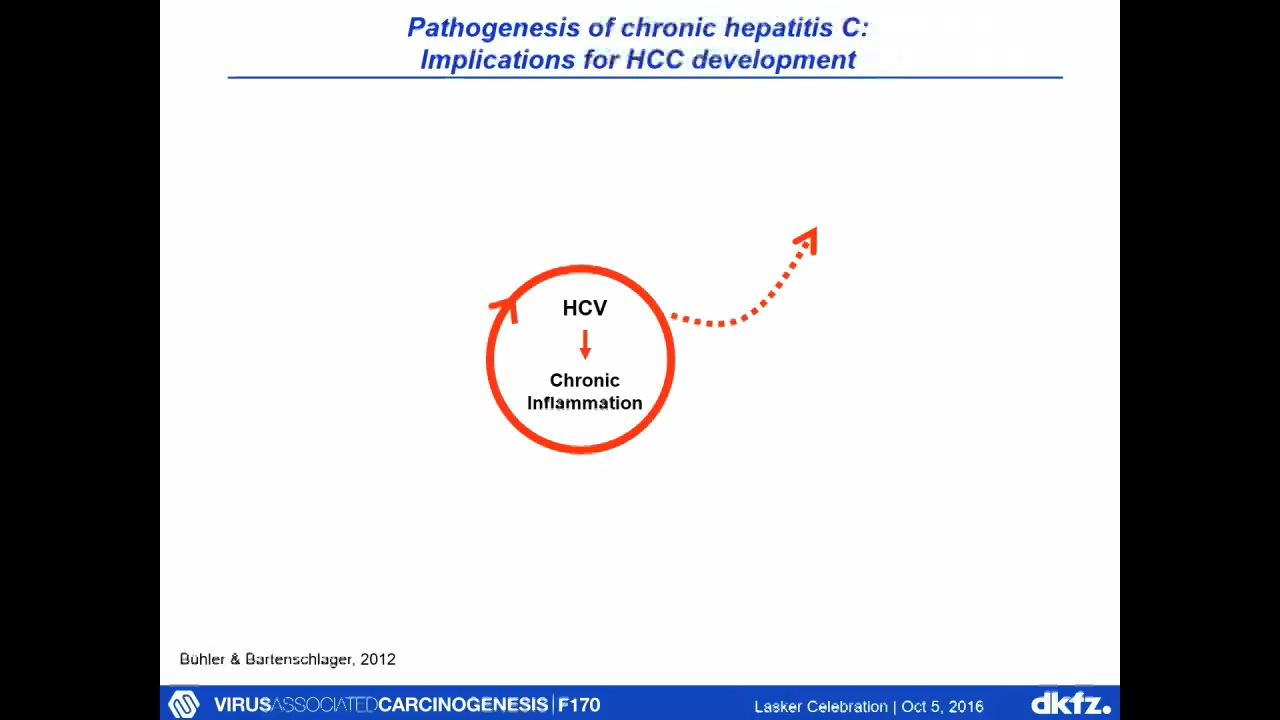 Pathogenesis of chronic hepatitis C:
Implications for HCC development
HCV
Chronic
Inflammation
Bühler & Bartenschlager, 2012
VIRUSASSOCIATEDCARCINOGENESIS | F170
Lasker Celebration | Oct 5, 2016
dkfz.